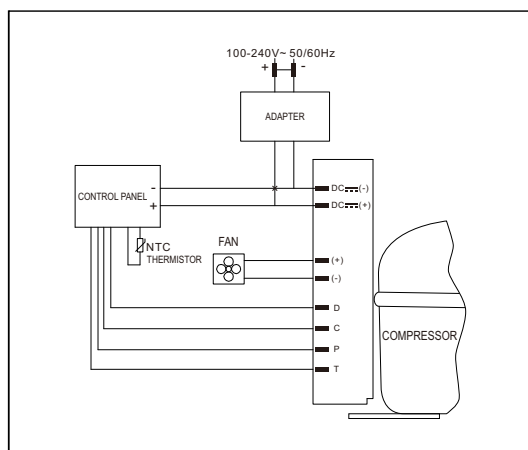 100-240V~ 50/60Hz
+ -
ADAPTER
CONTROL PANEL
-
+
DC (-)
DC (+)
NTC
THERMISTOR
FAN
(+)
(-)
D
C
P
T
COMPRESSOR